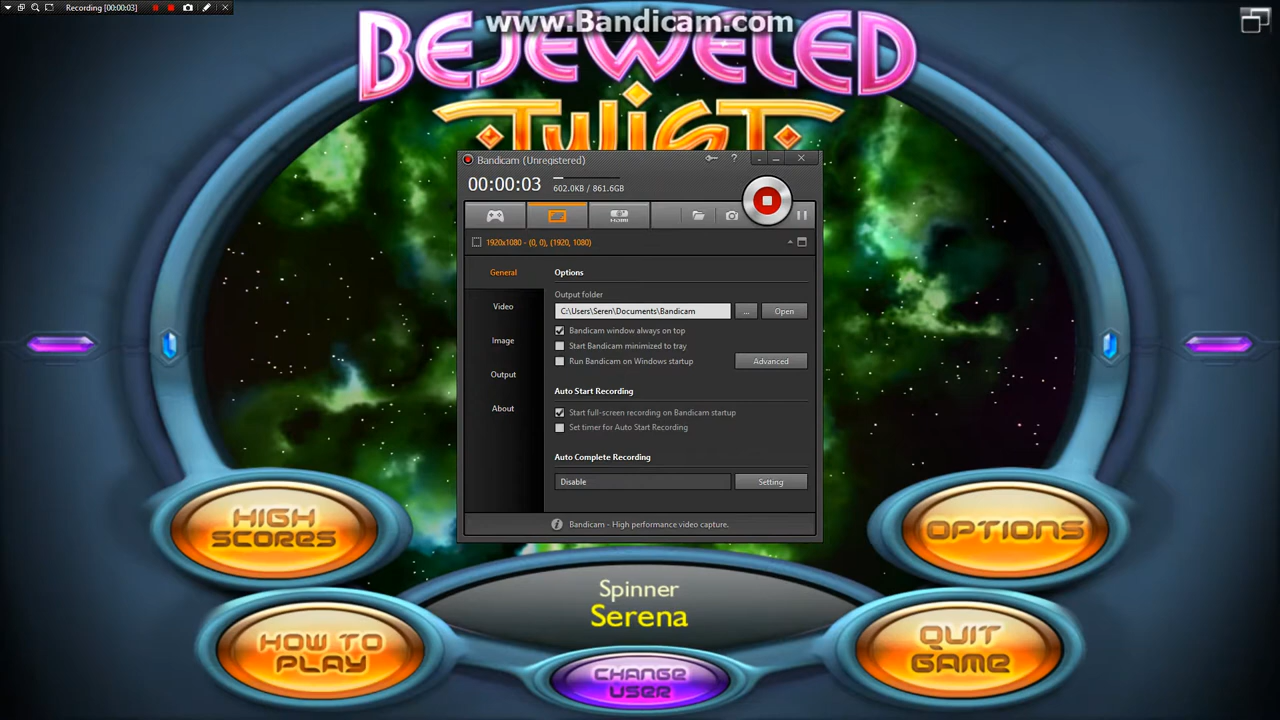 Recording [00:00:03]
www.Bandicam.com
BEJEWELED
TWIST
Bandicam (Unregistered)
?
00:00:03
602.0KB / 861.6GB
HDMI
1920x1080 - (0, 0), (1920, 1080)
General
Video
Image
Output
About
Options
Output folder
C:\Users\Seren\Documents\Bandicam
...
Open
Bandicam window always on top
Start Bandicam minimized to tray
Run Bandicam on Windows startup
Advanced
Auto Start Recording
Start full-screen recording on Bandicam startup
Set timer for Auto Start Recording
Auto Complete Recording
Disable
Setting
Bandicam - High performance video capture.
HIGH
SCORES
OPTIONS
Spinner
Serena
HOW TO
PLAY
QUIT
GAME
CHANGE
USER